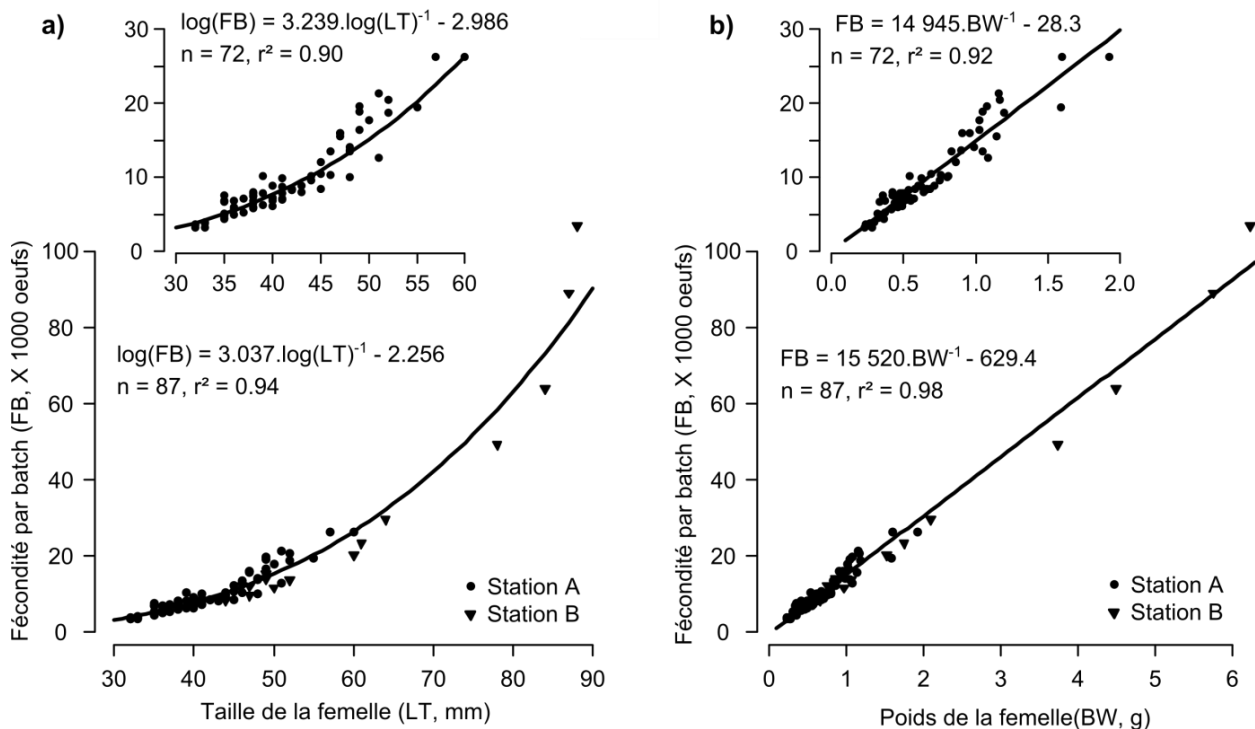 a)
log(FB) = 3.239.log(LT)⁻¹ - 2.986
n = 72, r² = 0.90
30
20
10
0
30 35 40 45 50 55 60
log(FB) = 3.037.log(LT)⁻¹ - 2.256
n = 87, r² = 0.94
Fécondité par batch (FB, X 1000 oeufs)
100
80
60
40
20
0
Station A
Station B
30 40 50 60 70 80 90
Taille de la femelle (LT, mm)
b)
FB = 14 945.BW⁻¹ - 28.3
n = 72, r² = 0.92
30
20
10
0
0.0 0.5 1.0 1.5 2.0
FB = 15 520.BW⁻¹ - 629.4
n = 87, r² = 0.98
Fécondité par batch (FB, X 1000 oeufs)
100
80
60
40
20
0
Station A
Station B
0 1 2 3 4 5 6
Poids de la femelle(BW, g)